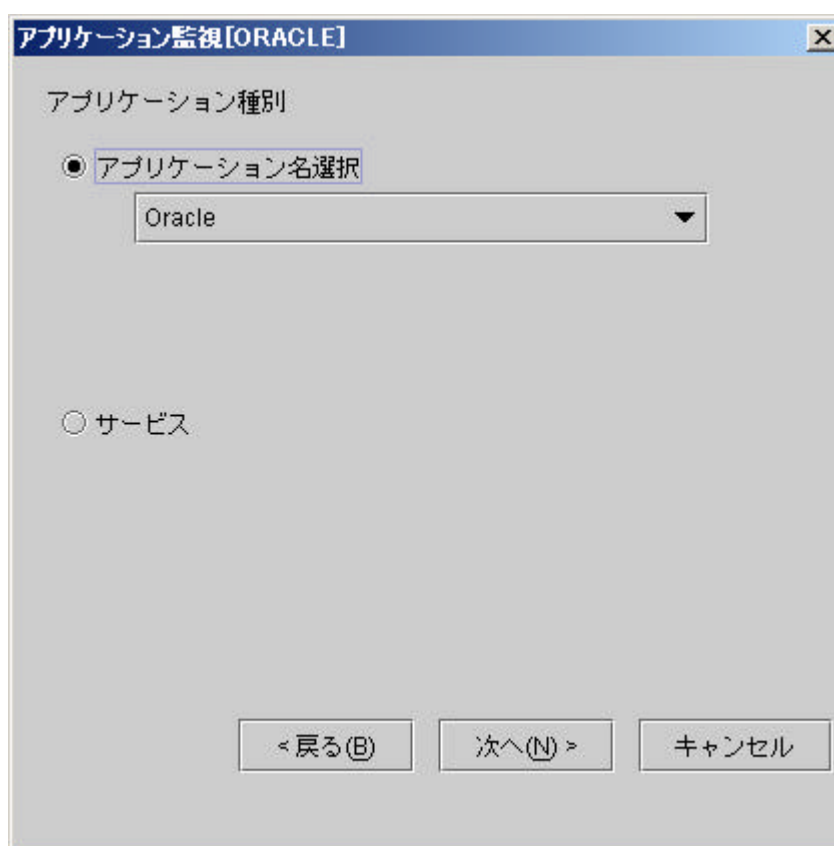 アプリケーション監視[ORACLE]
アプリケーション種別
アプリケーション名選択
Oracle
サービス
<戻る(B) 次へ(N)> キャンセル